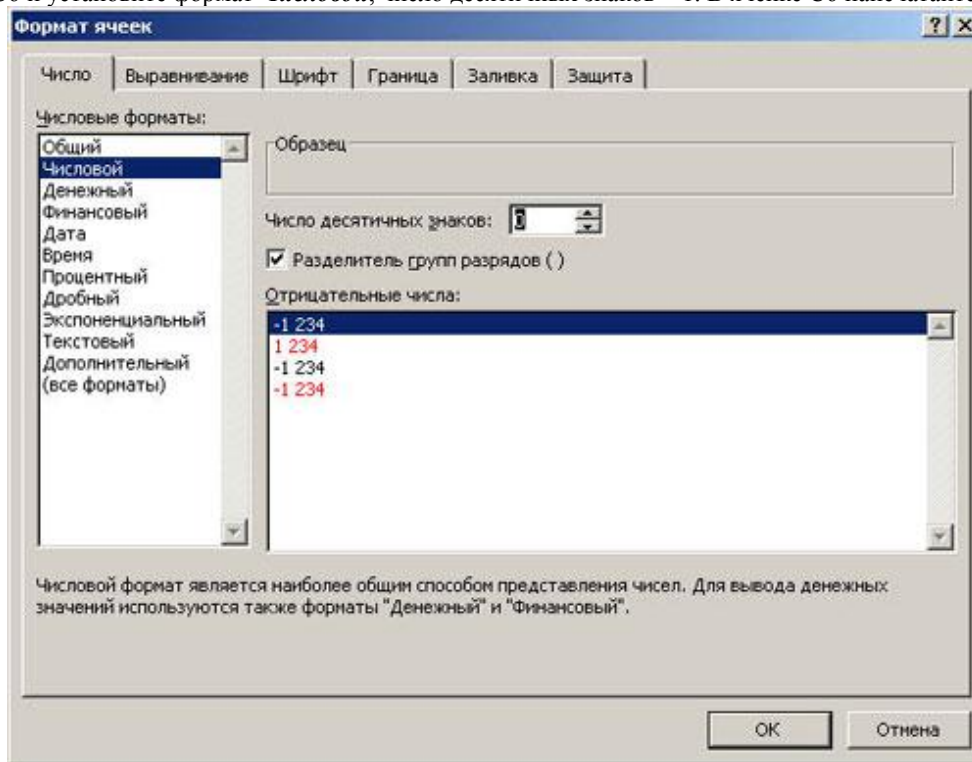 Формат ячеек
Число Выравнивание Шрифт Граница Заливка Защита
Числовые форматы:
Общий
Числовой
Денежный
Финансовый
Дата
Время
Процентный
Дробный
Экспоненциальный
Текстовый
Дополнительный
(все форматы)
Образец
Число десятичных знаков:
Разделитель групп разрядов ( )
Отрицательные числа:
-1 234
1 234
-1 234
-1 234
Числовой формат является наиболее общим способом представления чисел. Для вывода денежных
значений используются также форматы "Денежный" и "Финансовый".
ОК Отмена